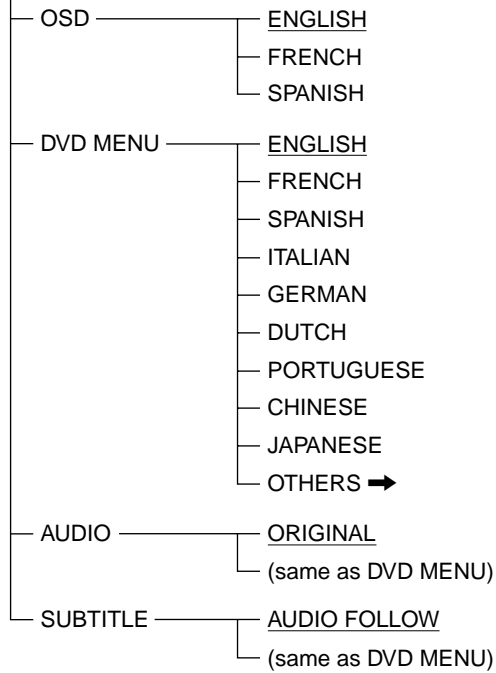 OSD ENGLISH
FRENCH
SPANISH
DVD MENU ENGLISH
FRENCH
SPANISH
ITALIAN
GERMAN
DUTCH
PORTUGUESE
CHINESE
JAPANESE
OTHERS ➡
AUDIO ORIGINAL
(same as DVD MENU)
SUBTITLE AUDIO FOLLOW
(same as DVD MENU)